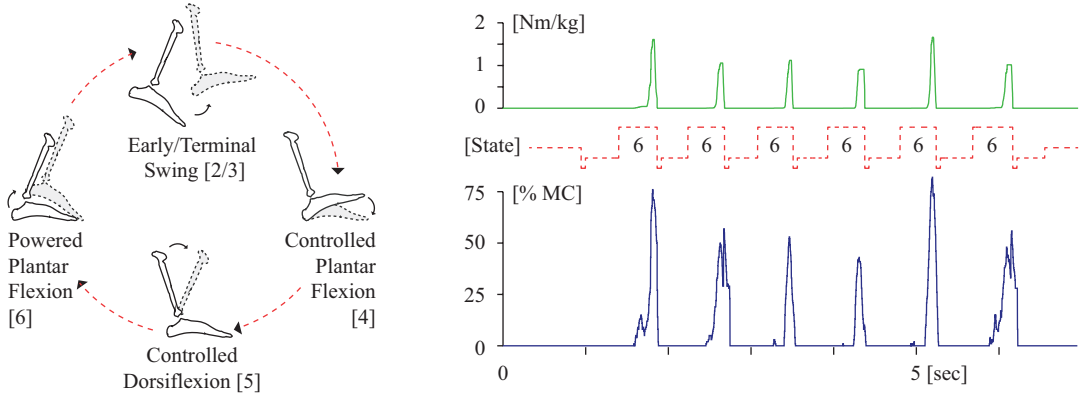 Early/Terminal
Swing [2/3]
Powered
Plantar
Flexion
[6]
Controlled
Plantar
Flexion
[4]
Controlled
Dorsiflexion [5]
[Nm/kg]
2
1
0
[State]
6 6 6 6 6 6
[% MC]
75
50
25
0
0 5 [sec]